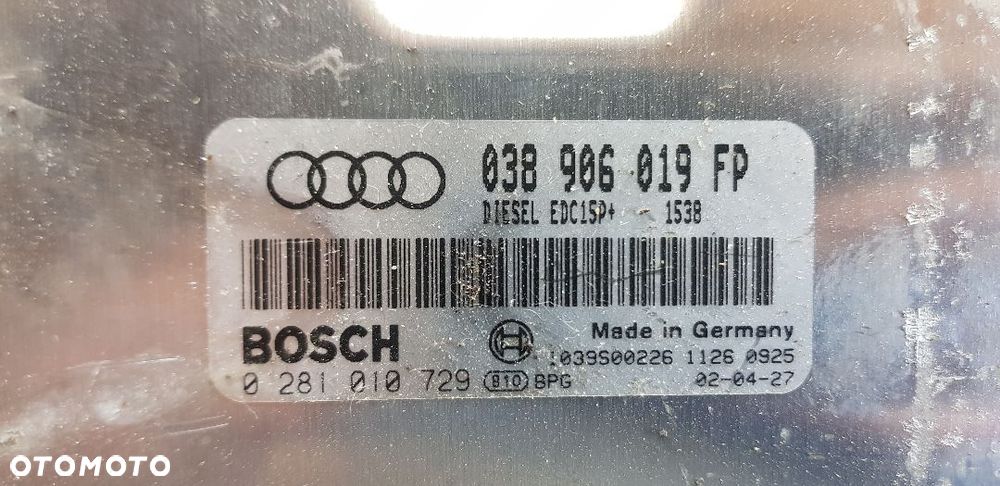 038 906 019 FP
DIESEL EDC15P+ 1538
BOSCH
Made in Germany
1039S00226 1126 0925
0 281 010 729 810 BPG
02-04-27
OTOMOTO